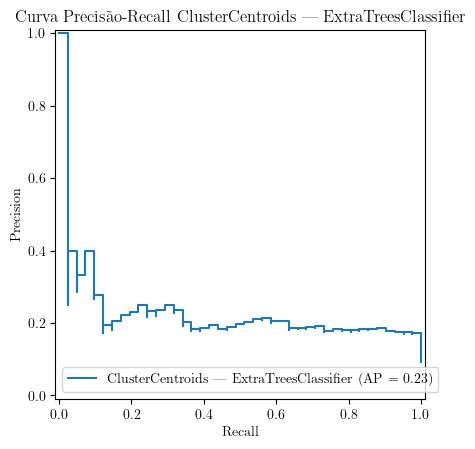 Curva Precisão-Recall ClusterCentroids — ExtraTreesClassifier
1.0
0.8
0.6
0.4
0.2
0.0
Precision
ClusterCentroids — ExtraTreesClassifier (AP = 0.23)
0.0 0.2 0.4 0.6 0.8 1.0
Recall